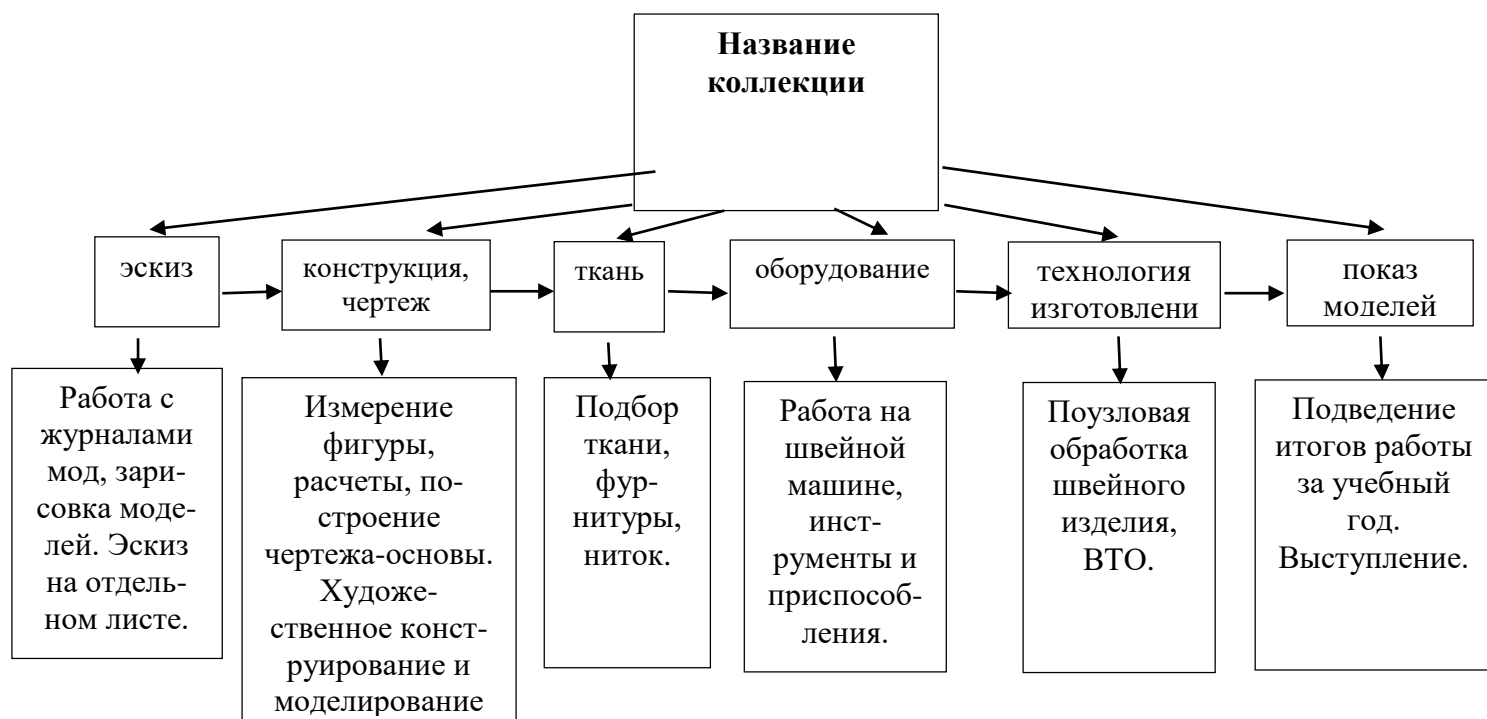 Название
коллекции
эскиз
конструкция,
чертеж
ткань
оборудование
технология
изготовлени
показ
моделей
Работа с
журналами
мод, зари-
совка моде-
лей. Эскиз
на отдель-
ном листе.
Измерение
фигуры,
расчеты, по-
строение
чертежа-основы.
Художе-
ственное конст-
руирование и
моделирование
Подбор
ткани,
фур-
нитуры,
ниток.
Работа на
швейной
машине,
инст-
рументы и
приспособ-
ления.
Поузловая
обработка
швейного
изделия,
ВТО.
Подведение
итогов работы
за учебный
год.
Выступление.